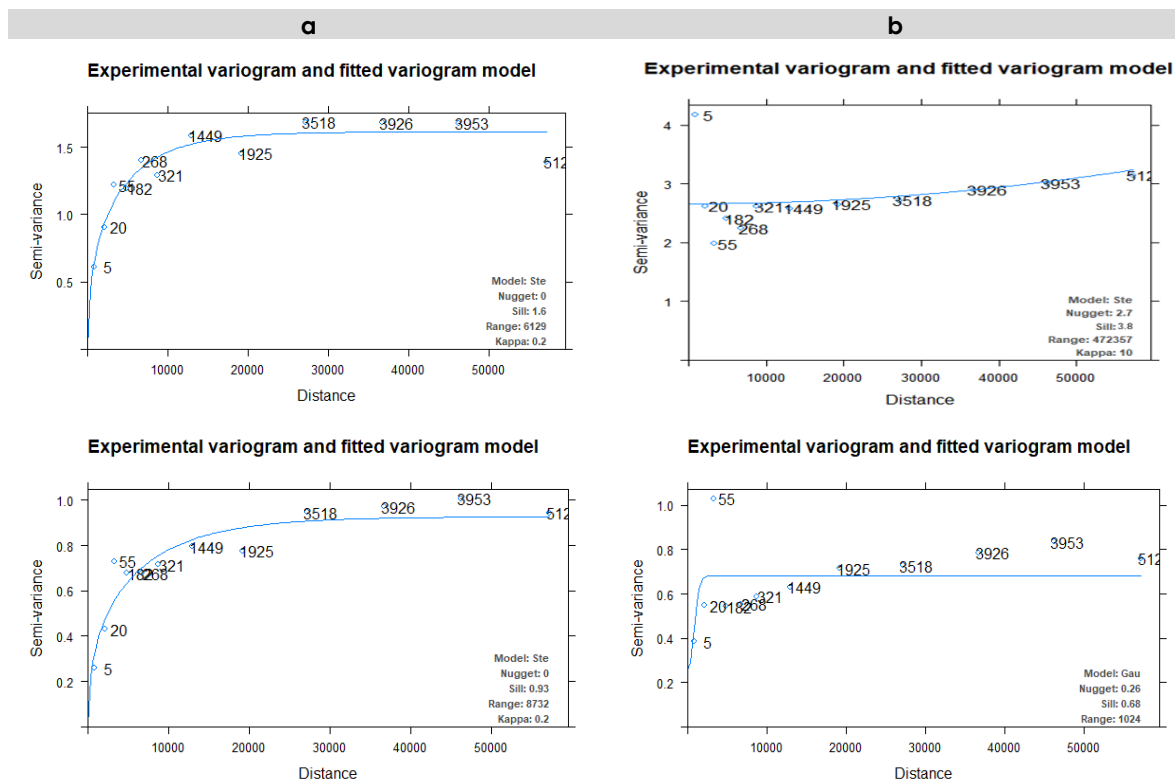 a
b
Experimental variogram and fitted variogram model
1.5
1.0
0.5
Semi-variance
5
20
55
182
268
321
1449
1925
3518
3926
3953
512
Model: Ste
Nugget: 0
Sill: 1.6
Range: 6129
Kappa: 0.2
10000 20000 30000 40000 50000
Distance
Experimental variogram and fitted variogram model
4
3
2
1
Semi-variance
5
20
55
182
268
321
1449
1925
3518
3926
3953
512
Model: Ste
Nugget: 2.7
Sill: 3.8
Range: 472357
Kappa: 10
10000 20000 30000 40000 50000
Distance
Experimental variogram and fitted variogram model
1.0
0.8
0.6
0.4
0.2
Semi-variance
5
20
55
182
268
321
1449
1925
3518
3926
3953
512
Model: Ste
Nugget: 0
Sill: 0.93
Range: 8732
Kappa: 0.2
10000 20000 30000 40000 50000
Distance
Experimental variogram and fitted variogram model
1.0
0.8
0.6
0.4
0.2
Semi-variance
5
20
55
182
268
321
1449
1925
3518
3926
3953
512
Model: Gau
Nugget: 0.26
Sill: 0.68
Range: 1024
10000 20000 30000 40000 50000
Distance